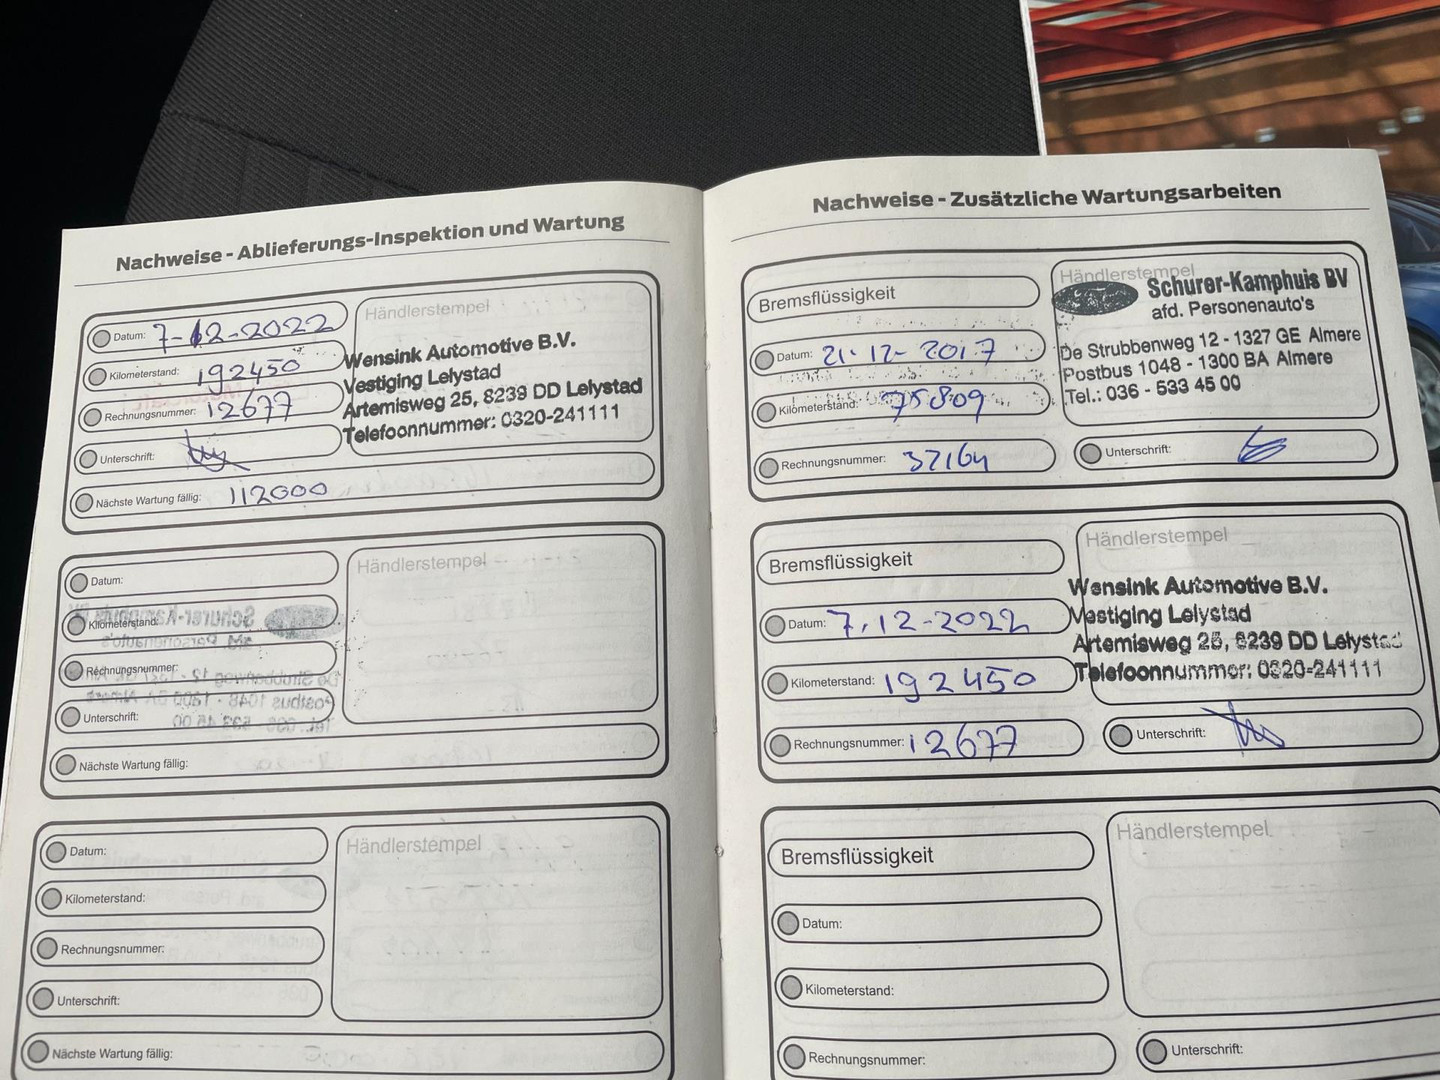 Nachweise - Ablieferungs-Inspektion und Wartung
Datum: 7-12-2022
Kilometerstand: 192450
Rechnungsnummer: 12677
Unterschrift:
Nächste Wartung fällig: 112000
Händlerstempel
Wensink Automotive B.V.
Vestiging Lelystad
Artemisweg 25, 8239 DD Lelystad
Telefoonnummer: 0320-241111
Datum:
Kilometerstand:
Rechnungsnummer:
Unterschrift:
Nächste Wartung fällig:
Händlerstempel
Datum:
Kilometerstand:
Rechnungsnummer:
Unterschrift:
Nächste Wartung fällig:
Händlerstempel
Nachweise - Zusätzliche Wartungsarbeiten
Bremsflüssigkeit
Datum: 21-12-2017
Kilometerstand: 75809
Rechnungsnummer: 37164
Händlerstempel
Schurer-Kamphuis BV
afd. Personenauto's
De Strubbenweg 12 - 1327 GE Almere
Postbus 1048 - 1300 BA Almere
Tel.: 036 - 533 45 00
Unterschrift:
Bremsflüssigkeit
Datum: 7.12-2022
Kilometerstand: 192450
Rechnungsnummer: 12677
Händlerstempel
Wensink Automotive B.V.
Vestiging Lelystad
Artemisweg 25, 8239 DD Lelystad
Telefoonnummer: 0320-241111
Unterschrift:
Bremsflüssigkeit
Datum:
Kilometerstand:
Rechnungsnummer:
Händlerstempel
Unterschrift: